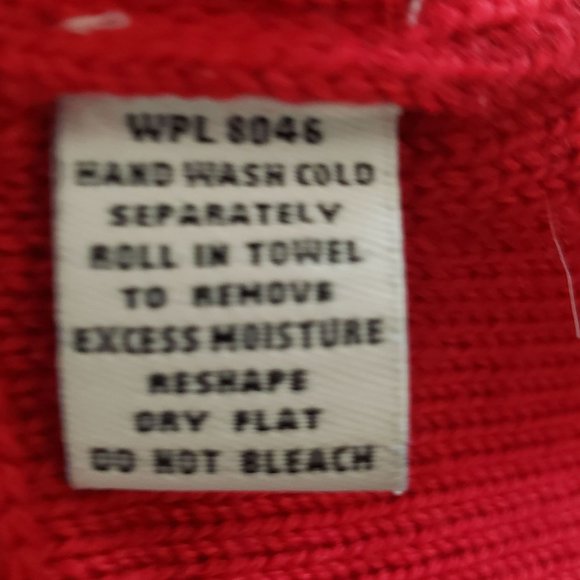 WPL 8046
HAND WASH COLD
SEPARATELY
ROLL IN TOWEL
TO REMOVE
EXCESS MOISTURE
RESHAPE
DRY FLAT
DO NOT BLEACH